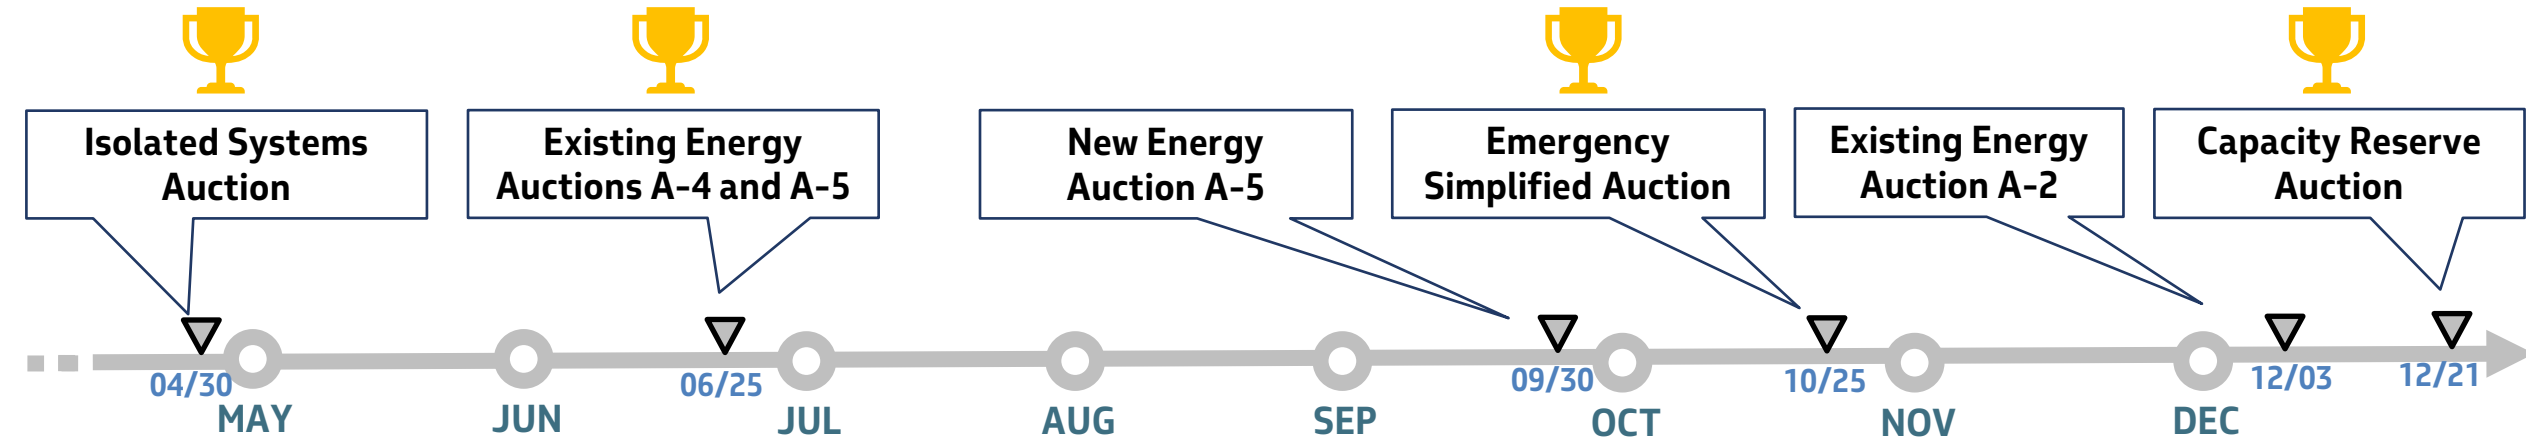 Isolated Systems
Auction
Existing Energy
Auctions A-4 and A-5
New Energy
Auction A-5
Emergency
Simplified Auction
Existing Energy
Auction A-2
Capacity Reserve
Auction
04/30
06/25
09/30
10/25
12/03
12/21
MAY
JUN
JUL
AUG
SEP
OCT
NOV
DEC